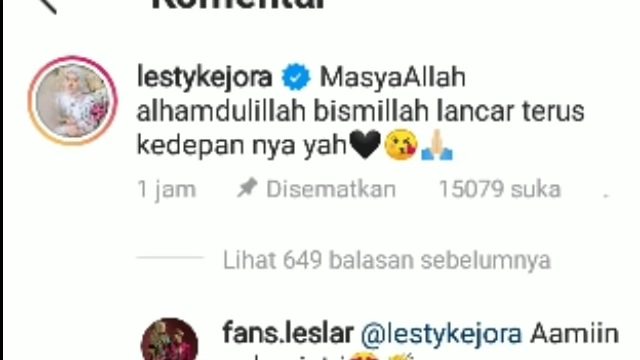 Komentar
lestykejora MasyaAllah
alhamdulillah bismillah lancar terus
kedepan nya yah🖤😘🙏🏻
1 jam Disematkan 15079 suka
Lihat 649 balasan sebelumnya
fans.leslar @lestykejora Aamiin